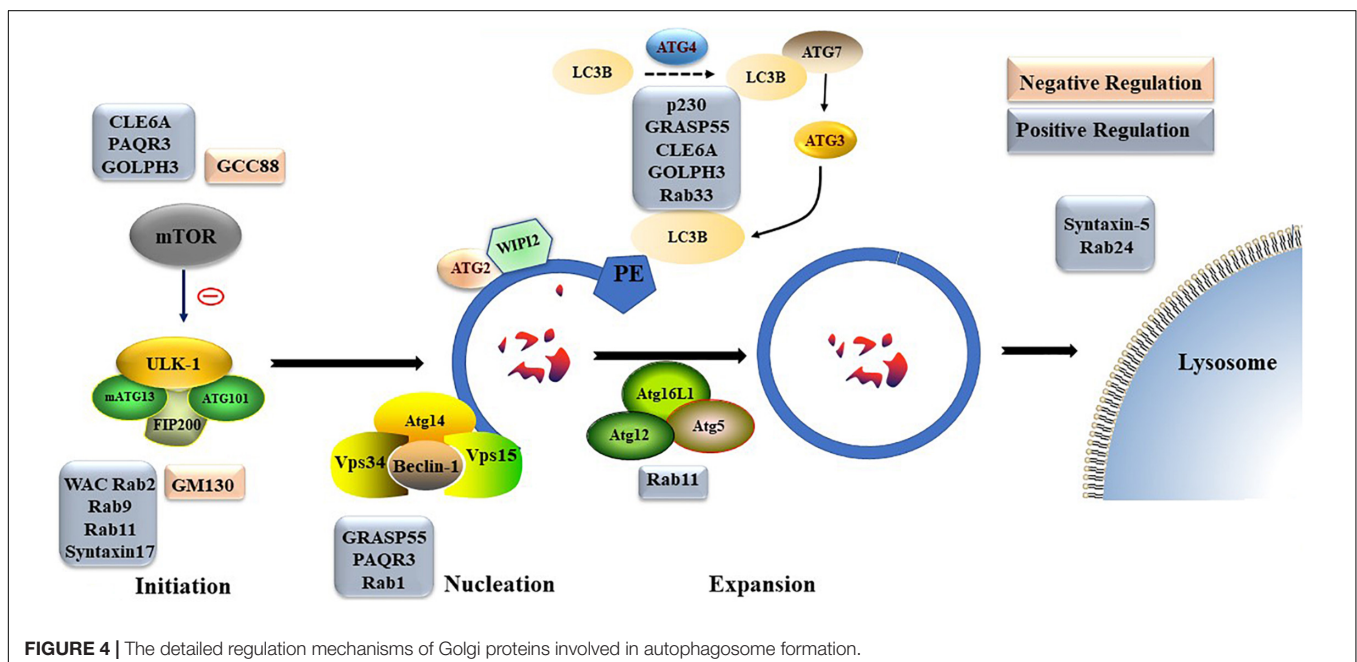 CLE6A
PAQR3
GOLPH3
GCC88
mTOR
ULK-1
mATG13
ATG101
FIP200
WAC Rab2
Rab9
Rab11
Syntaxin17
GM130
Initiation
ATG2
WIPI2
PE
Atg14
Vps34
Beclin-1
Vps15
GRASP55
PAQR3
Rab1
Nucleation
LC3B
ATG4
LC3B
ATG7
p230
GRASP55
CLE6A
GOLPH3
Rab33
ATG3
LC3B
Atg16L1
Atg12
Atg5
Rab11
Expansion
Negative Regulation
Positive Regulation
Syntaxin-5
Rab24
Lysosome
FIGURE 4 | The detailed regulation mechanisms of Golgi proteins involved in autophagosome formation.